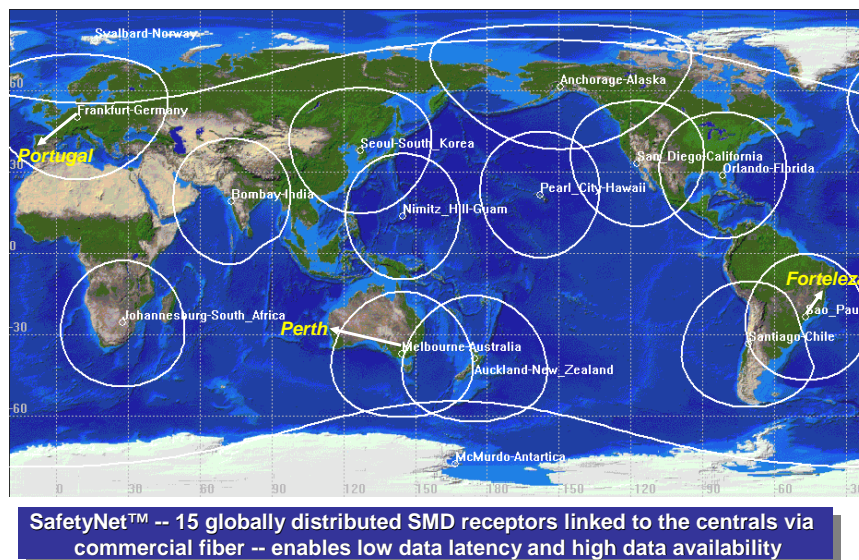 Svalbard-Norway
Anchorage-Alaska
60
Frankfurt-Germany
Portugal
Seoul-South_Korea
San_Diego-California
30
Orlando-Florida
Bombay-India
Pearl_City-Hawaii
Nimitz_Hill-Guam
0
Forteleza
Johannesburg-South_Africa
Sao_Pau
Perth
-30
Melbourne-Australia
Santiago-Chile
Auckland-New_Zealand
-60
McMurdo-Antartica
0 30 60 90 120 150 180 -150 -120 -90 -60 -30
SafetyNet™ -- 15 globally distributed SMD receptors linked to the centrals via
commercial fiber -- enables low data latency and high data availability